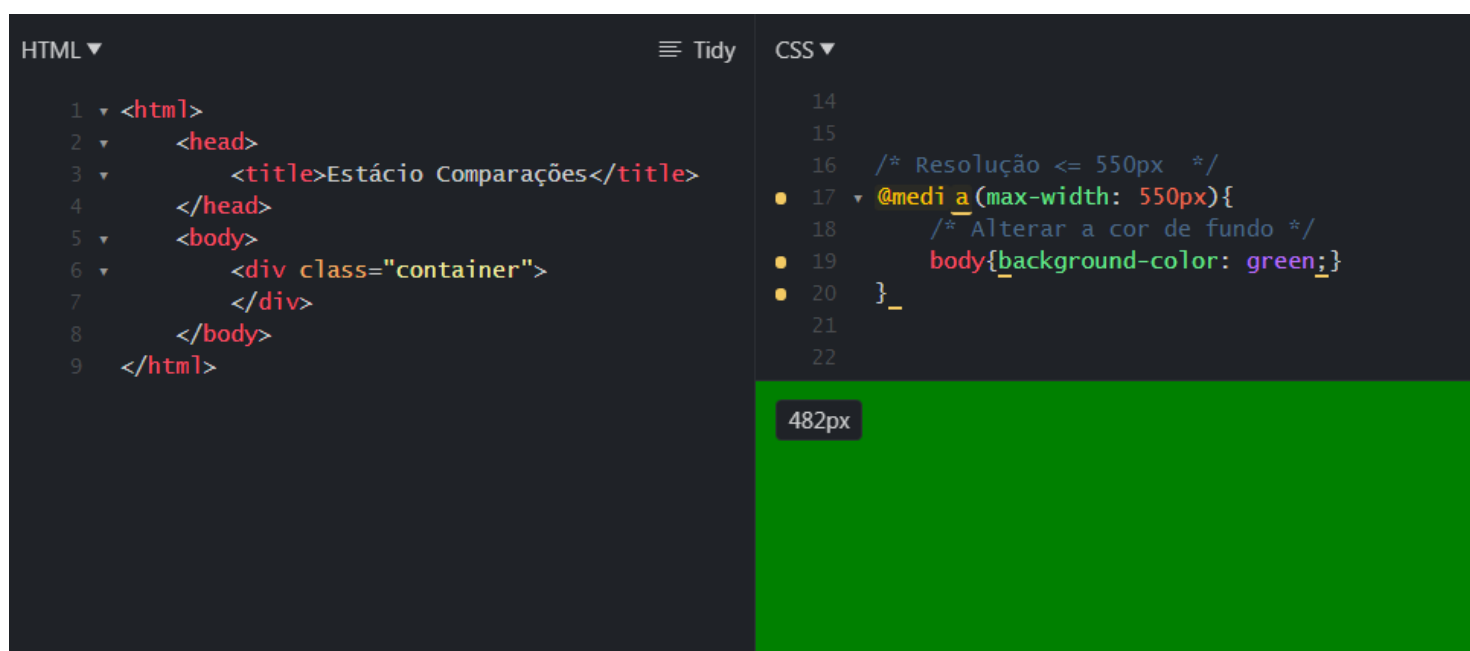 HTML ▼ Tidy
1 <html>
2 <head>
3 <title>Estácio Comparações</title>
4 </head>
5 <body>
6 <div class="container">
7 </div>
8 </body>
9 </html>
CSS ▼
14
15
16 /* Resolução <= 550px  */
17 @media(max-width: 550px){
18 /* Alterar a cor de fundo */
19 body{background-color: green;}
20 }
21
22
482px